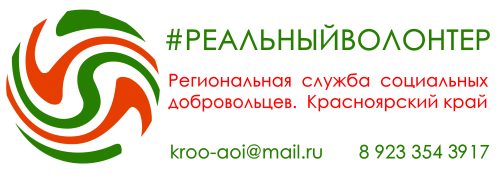 #РЕАЛЬНЫЙВОЛОНТЕР
Региональная служба социальных
добровольцев. Красноярский край
kroo-aoi@mail.ru 8 923 354 3917